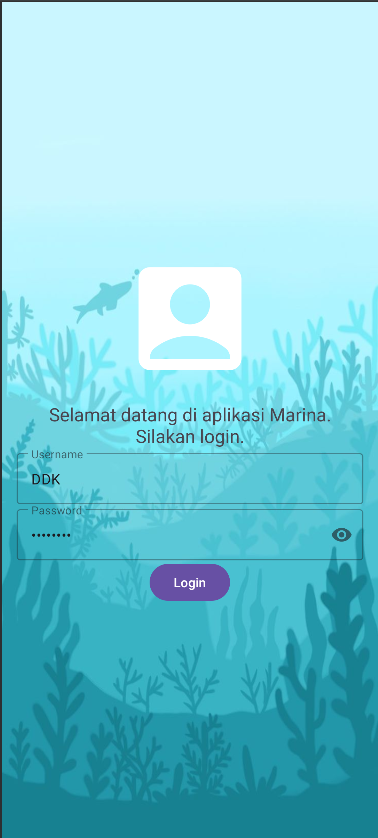 Selamat datang di aplikasi Marina.
Silakan login.
Username
DDK
Password
••••••••
Login